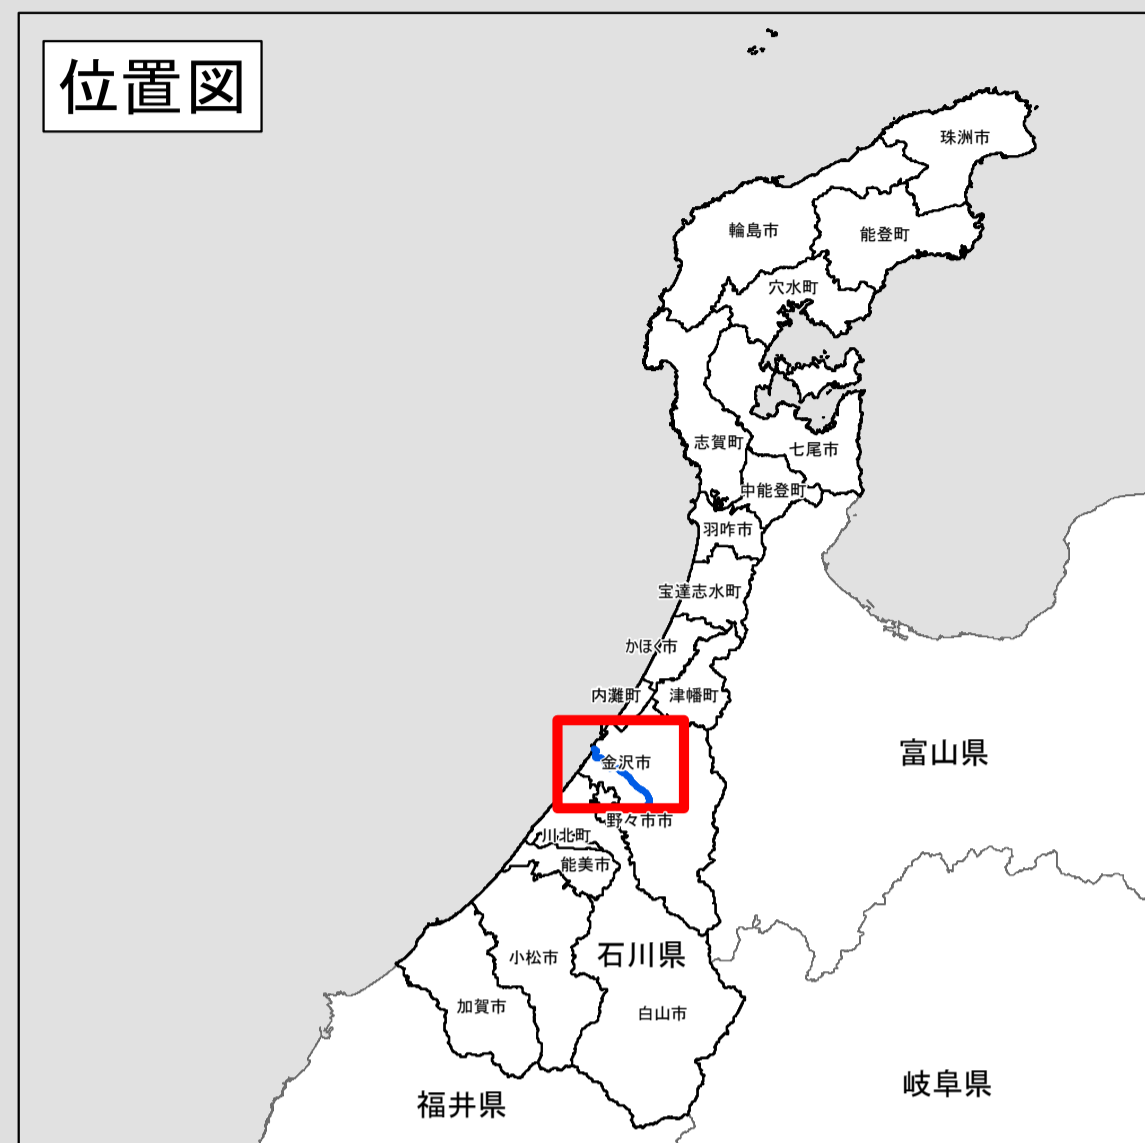 位置図
珠洲市
輪島市
能登町
穴水町
志賀町
七尾市
中能登町
羽咋市
宝達志水町
かほく市
内灘町
津幡町
富山県
金沢市
野々市市
川北町
能美市
小松市
石川県
加賀市
白山市
岐阜県
福井県